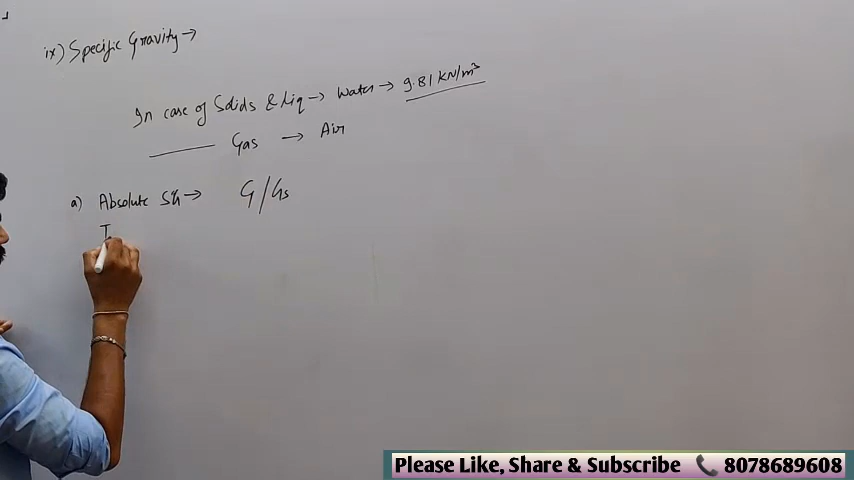 ix) Specific Gravity →
In case of Solids & Liq → Water → 9.81 kN/m³
Gas → Air
a) Absolute SG → G/Gs
Please Like, Share & Subscribe 📞 8078689608